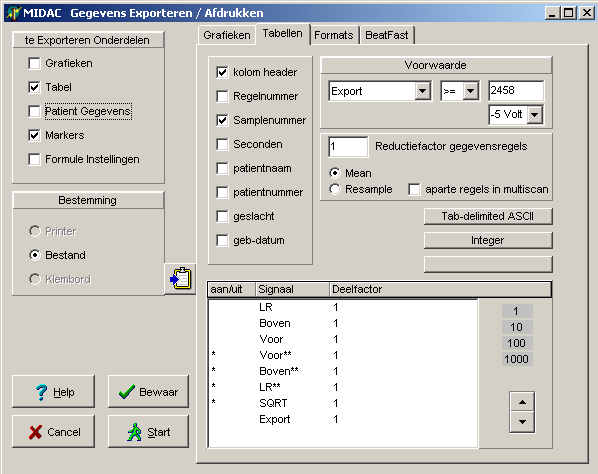 MIDAC Gegevens Exporteren / Afdrukken
te Exporteren Onderdelen
Grafieken
Tabel
Patient Gegevens
Markers
Formule Instellingen
Bestemming
Printer
Bestand
Klembord
Help
Bewaar
Cancel
Start
Grafieken Tabellen Formats BeatFast
kolom header
Regelnummer
Samplenummer
Seconden
patientnaam
patientnummer
geslacht
geb-datum
Voorwaarde
Export >= 2458
-5 Volt
1 Reductiefactor gegevensregels
Mean
Resample aparte regels in multiscan
Tab-delimited ASCII
Integer
aan/uit Signaal Deelfactor
LR 1
Boven 1
Voor 1
* Voor** 1
* Boven** 1
* LR** 1
* SQRT 1
Export 1
1
10
100
1000